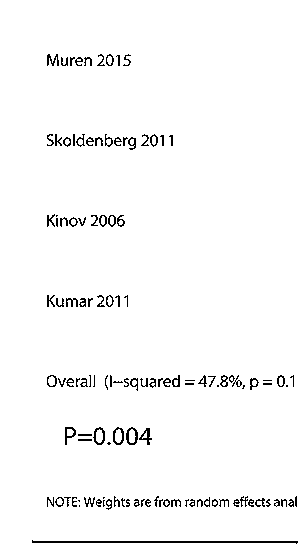 Muren 2015
Skoldenberg 2011
Kinov 2006
Kumar 2011
Overall (I-squared = 47.8%, p = 0.1
P=0.004
NOTE: Weights are from random effects anal